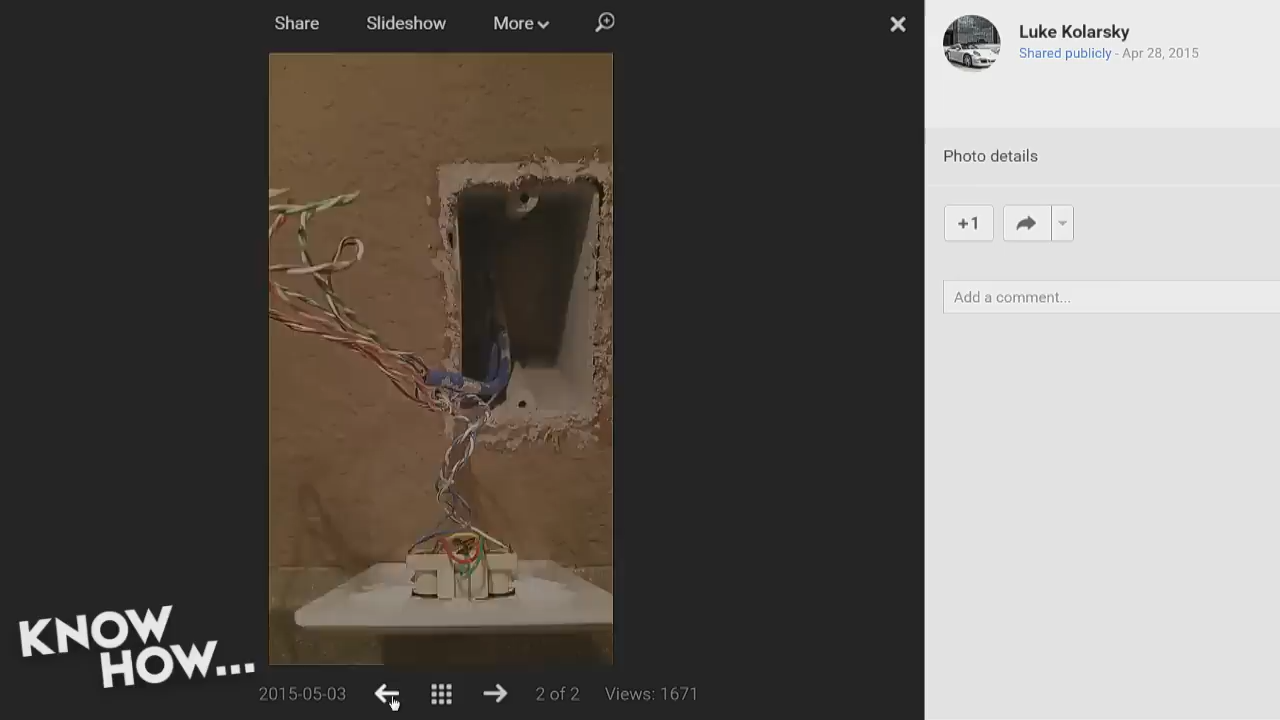 Share Slideshow More
Luke Kolarsky
Shared publicly - Apr 28, 2015
Photo details
+1
Add a comment...
KNOW
HOW...
2015-05-03 2 of 2 Views: 1671